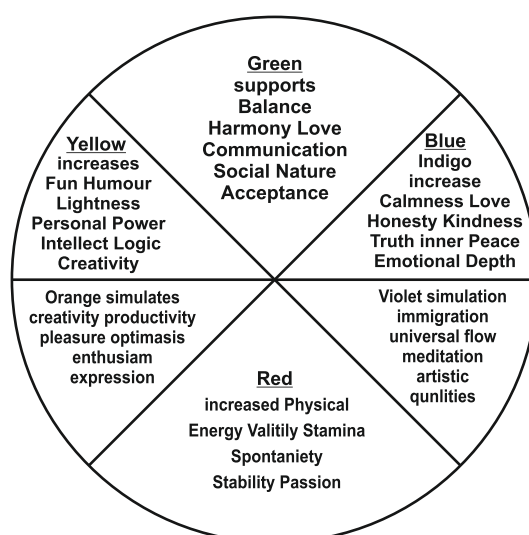 Green
supports
Balance
Harmony Love
Communication
Social Nature
Acceptance
Yellow
increases
Fun Humour
Lightness
Personal Power
Intellect Logic
Creativity
Blue
Indigo
increase
Calmness Love
Honesty Kindness
Truth inner Peace
Emotional Depth
Orange simulates
creativity productivity
pleasure optimasis
enthusiam
expression
Violet simulation
immigration
universal flow
meditation
artistic
qunlities
Red
increased Physical
Energy Valitily Stamina
Spontaniety
Stability Passion